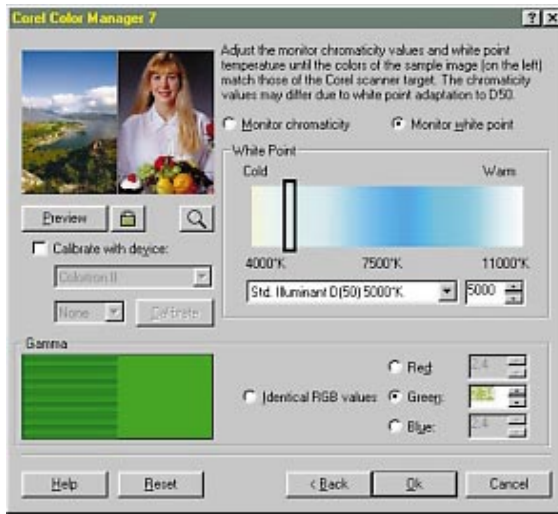 Corel Color Manager 7
Adjust the monitor chromaticity values and white point
temperature until the colors of the sample image (on the left)
match those of the Corel scanner target. The chromaticity
values may differ due to white point adaptation to D50.
Monitor chromaticity
Monitor white point
White Point
Cold
Warm
Preview
Calibrate with device:
4000°K
7500°K
11000°K
Colortron II
Std. Illuminant D(50) 5000°K
5000
None
Calibrate
Gamma
Red:
2.4
Identical RGB values
Green:
Blue:
2.4
Help
Reset
< Back
Ok
Cancel